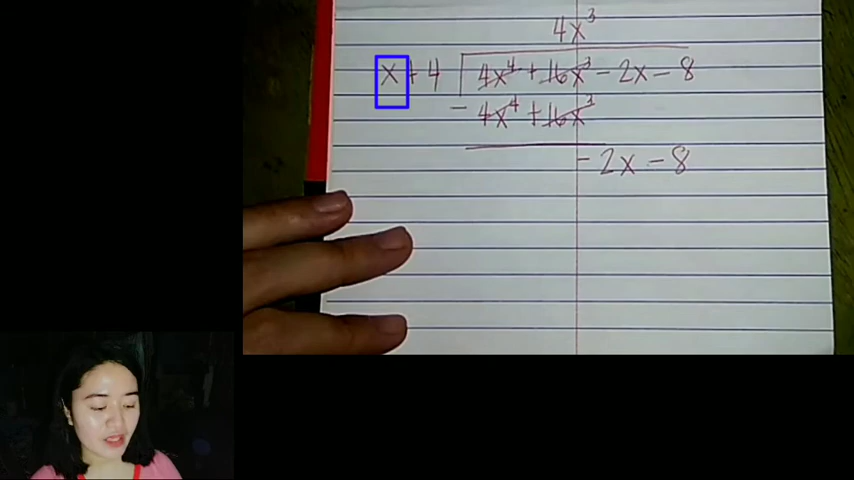 4x³
x + 4 4x⁴ + 16x³ - 2x - 8
- 4x⁴ + 16x³
- 2x - 8